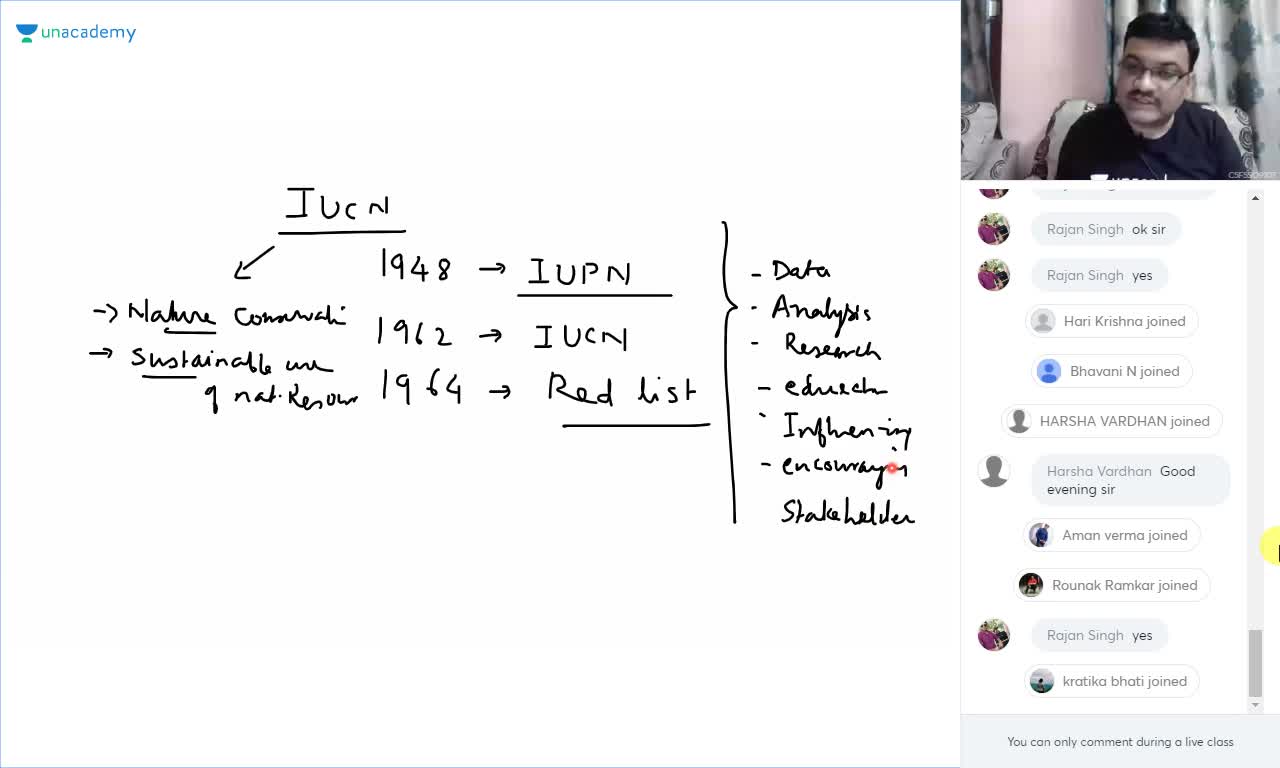 unacademy
IUCN
1948 → IUPN
→ Nature Conservati
1962 → IUCN
→ Sustainable use
of nat. Resour
1964 → Red list
- Data
- Analysis
- Research
- educatn
- Influen-ing
- encouragin
Stakeholder
Rajan Singh ok sir
Rajan Singh yes
Hari Krishna joined
Bhavani N joined
HARSHA VARDHAN joined
Harsha Vardhan Good
evening sir
Aman verma joined
Rounak Ramkar joined
Rajan Singh yes
kratika bhati joined
You can only comment during a live class